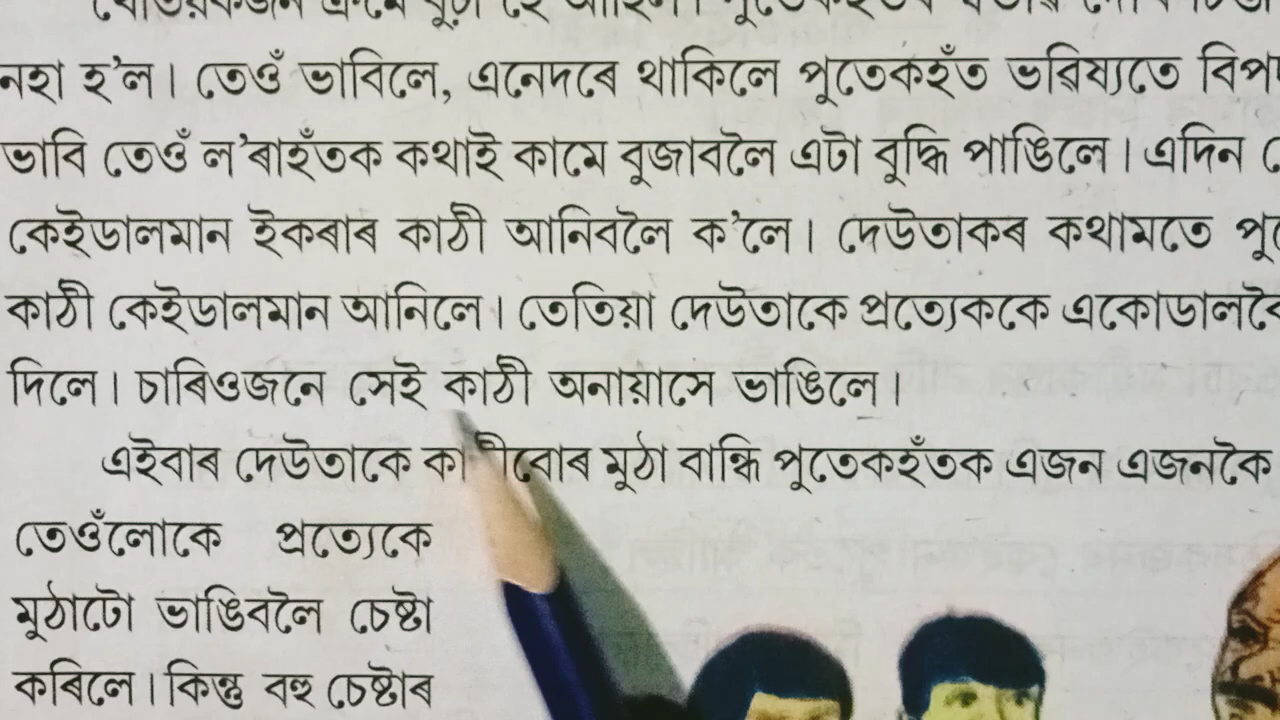 নহা হ'ল। তেওঁ ভাবিলে, এনেদৰে থাকিলে পুতেকহঁত ভৱিষ্যতে
ভাবি তেওঁ ল'ৰাহঁতক কথাই কামে বুজাবলৈ এটা বুদ্ধি পাঙিলে। এদিন
কেইডালমান ইকৰাৰ কাঠী আনিবলৈ ক'লে। দেউতাকৰ কথামতে
কাঠী কেইডালমান আনিলে। তেতিয়া দেউতাকে প্ৰত্যেককে একোডালকৈ
দিলে। চাৰিওজনে সেই কাঠী অনায়াসে ভাঙিলে।
এইবাৰ দেউতাকে মুঠা বান্ধি পুতেকহঁতক এজন এজনকৈ
তেওঁলোকে প্ৰত্যেকে
মুঠাটো ভাঙিবলৈ চেষ্টা
কৰিলে। কিন্তু বহু চেষ্টাৰ